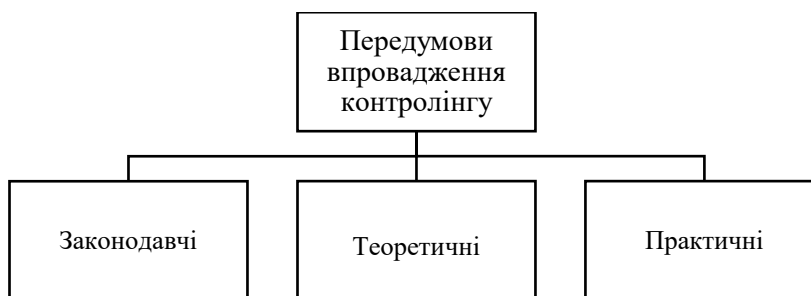 Передумови
впровадження
контролінгу
Законодавчі
Теоретичні
Практичні